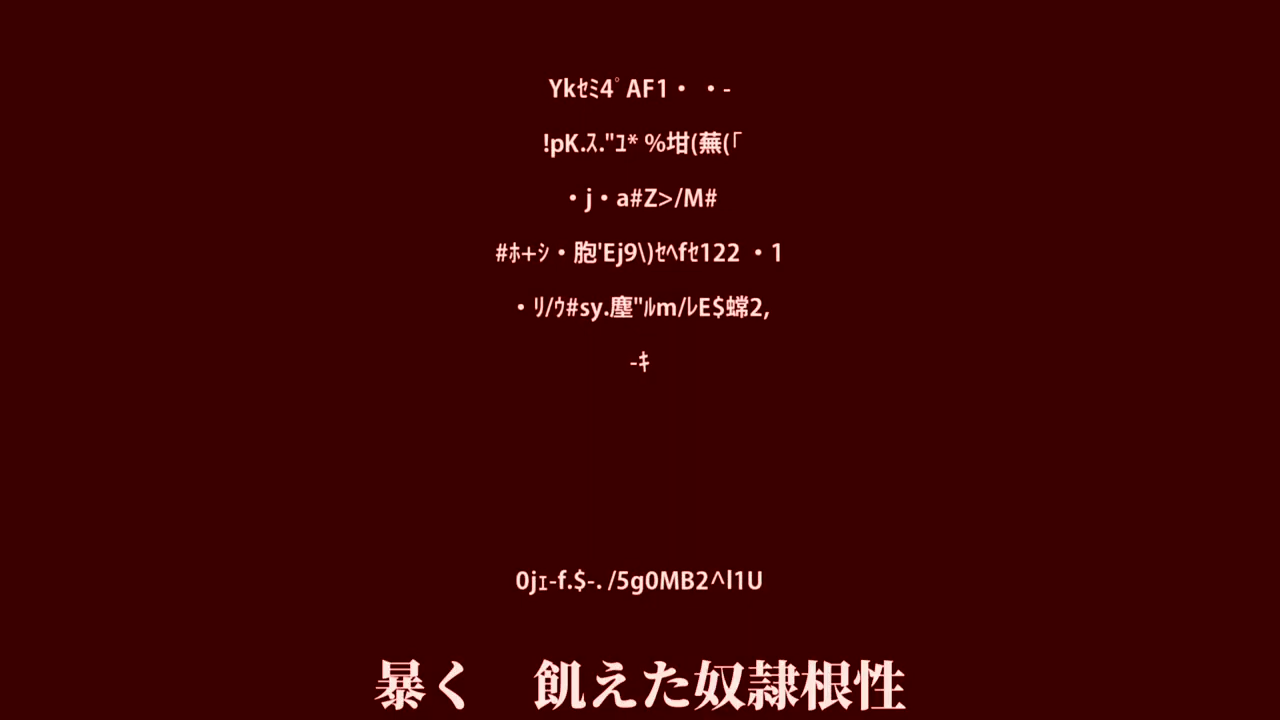 Ykｾﾐ4ﾟAF1・ ・-
!pK.ｽ."ﾕ* %坩(蕪(｢
・j・a#Z>/M#
#ﾎ+ｼ・胞'Ej9\)ｾﾍfｾ122 ・1
・ﾘ/ｳ#sy.塵"ﾙm/ﾚE$蟐2,
-ｷ
0jｪ-f.$-. /5g0MB2^l1U
暴く　飢えた奴隷根性